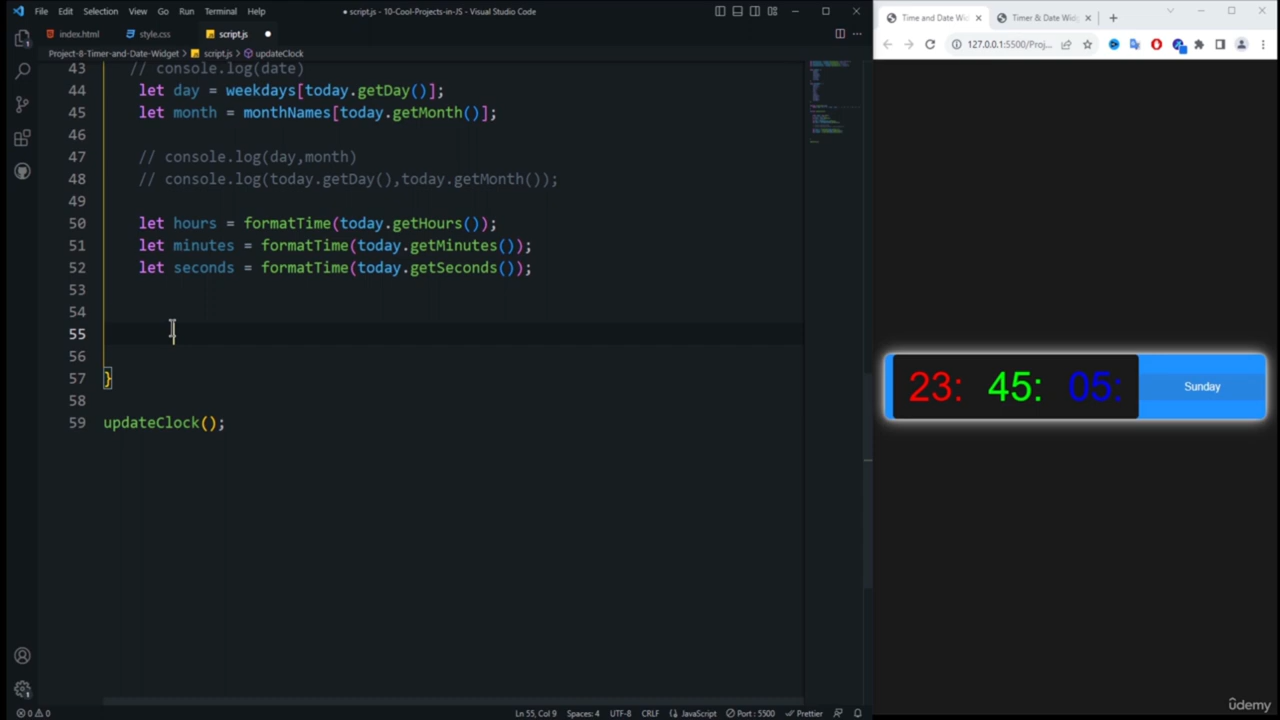 File Edit Selection View Go Run Terminal Help
● script.js - 10-Cool-Projects-in-JS - Visual Studio Code
index.html style.css script.js
Project-8-Timer-and-Date-Widget > script.js > updateClock
43 // console.log(date)
44 let day = weekdays[today.getDay()];
45 let month = monthNames[today.getMonth()];
46
47 // console.log(day,month)
48 // console.log(today.getDay(),today.getMonth());
49
50 let hours = formatTime(today.getHours());
51 let minutes = formatTime(today.getMinutes());
52 let seconds = formatTime(today.getSeconds());
53
54
55
56
57 }
58
59 updateClock();
Ln 55, Col 9 Spaces: 4 UTF-8 CRLF {} JavaScript Port : 5500 Prettier
0 0
Time and Date Wi Timer & Date Wid
127.0.0.1:5500/Proj...
23: 45: 05: Sunday
ûdemy